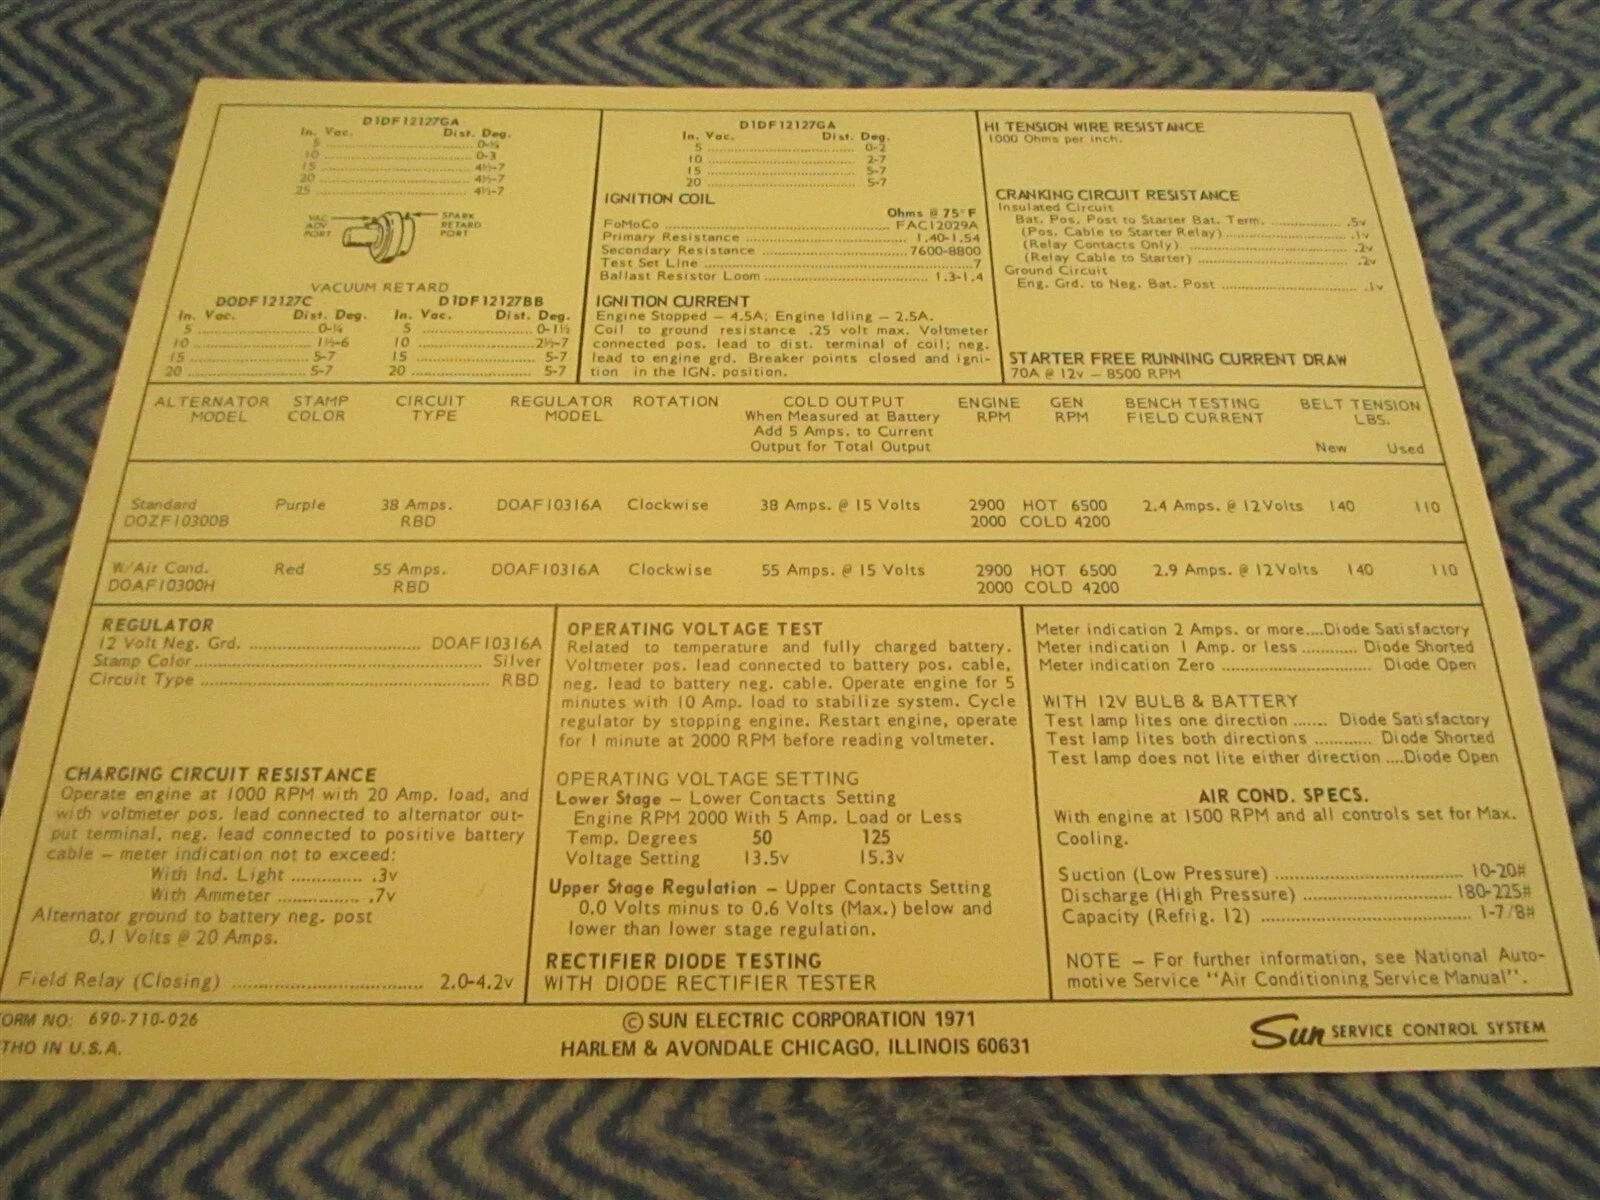 D1DF12127GA
In. Vac. Dist. Deg.
5 ........ 0-¼
10 ........ 0-3
15 ........ 4½-7
20 ........ 4½-7
25 ........ 4½-7
VAC ADV PORT
SPARK RETARD PORT
VACUUM RETARD
DODF12127C D1DF12127BB
In. Vac. Dist. Deg. In. Vac. Dist. Deg.
5 ........ 0-¼ 5 ........ 0-1½
10 ........ 1½-6 10 ........ 2½-7
15 ........ 5-7 15 ........ 5-7
20 ........ 5-7 20 ........ 5-7
D1DF12127GA
In. Vac. Dist. Deg.
5 ........ 0-2
10 ........ 2-7
15 ........ 5-7
20 ........ 5-7
IGNITION COIL
Ohms @ 75°F
FoMoCo ........ FAC12029A
Primary Resistance ........ 1.40-1.54
Secondary Resistance ........ 7600-8800
Test Set Line ........ 7
Ballast Resistor Loom ........ 1.3-1.4
IGNITION CURRENT
Engine Stopped – 4.5A; Engine Idling – 2.5A.
Coil to ground resistance .25 volt max. Voltmeter
connected pos. lead to dist. terminal of coil; neg.
lead to engine grd. Breaker points closed and igni-
tion in the IGN. position.
HI TENSION WIRE RESISTANCE
1000 Ohms per inch.
CRANKING CIRCUIT RESISTANCE
Insulated Circuit
Bat. Pos. Post to Starter Bat. Term. ........ .5v
(Pos. Cable to Starter Relay) ........ .1v
(Relay Contacts Only) ........ .2v
(Relay Cable to Starter) ........ .2v
Ground Circuit
Eng. Grd. to Neg. Bat. Post ........ .1v
STARTER FREE RUNNING CURRENT DRAW
70A @ 12v – 8500 RPM
ALTERNATOR STAMP CIRCUIT REGULATOR ROTATION COLD OUTPUT ENGINE GEN BENCH TESTING BELT TENSION
MODEL COLOR TYPE MODEL When Measured at Battery RPM RPM FIELD CURRENT LBS.
Add 5 Amps. to Current
Output for Total Output New Used
Standard Purple 38 Amps. DOAF10316A Clockwise 38 Amps. @ 15 Volts 2900 HOT 6500 2.4 Amps. @ 12Volts 140 110
DOZF10300B RBD 2000 COLD 4200
W/Air Cond. Red 55 Amps. DOAF10316A Clockwise 55 Amps. @ 15 Volts 2900 HOT 6500 2.9 Amps. @ 12Volts 140 110
DOAF10300H RBD 2000 COLD 4200
REGULATOR
12 Volt Neg. Grd. ........ DOAF10316A
Stamp Color ........ Silver
Circuit Type ........ RBD
CHARGING CIRCUIT RESISTANCE
Operate engine at 1000 RPM with 20 Amp. load, and
with voltmeter pos. lead connected to alternator out-
put terminal, neg. lead connected to positive battery
cable – meter indication not to exceed:
With Ind. Light ........ .3v
With Ammeter ........ .7v
Alternator ground to battery neg. post
0.1 Volts @ 20 Amps.
Field Relay (Closing) ........ 2.0-4.2v
OPERATING VOLTAGE TEST
Related to temperature and fully charged battery.
Voltmeter pos. lead connected to battery pos. cable,
neg. lead to battery neg. cable. Operate engine for 5
minutes with 10 Amp. load to stabilize system. Cycle
regulator by stopping engine. Restart engine, operate
for 1 minute at 2000 RPM before reading voltmeter.
OPERATING VOLTAGE SETTING
Lower Stage – Lower Contacts Setting
Engine RPM 2000 With 5 Amp. Load or Less
Temp. Degrees 50 125
Voltage Setting 13.5v 15.3v
Upper Stage Regulation – Upper Contacts Setting
0.0 Volts minus to 0.6 Volts (Max.) below and
lower than lower stage regulation.
RECTIFIER DIODE TESTING
WITH DIODE RECTIFIER TESTER
Meter indication 2 Amps. or more....Diode Satisfactory
Meter indication 1 Amp. or less ........ Diode Shorted
Meter indication Zero ........ Diode Open
WITH 12V BULB & BATTERY
Test lamp lites one direction ....... Diode Satisfactory
Test lamp lites both directions ........ Diode Shorted
Test lamp does not lite either direction ....Diode Open
AIR COND. SPECS.
With engine at 1500 RPM and all controls set for Max.
Cooling.
Suction (Low Pressure) ........ 10-20#
Discharge (High Pressure) ........ 180-225#
Capacity (Refrig. 12) ........ 1-7/8#
NOTE – For further information, see National Auto-
motive Service "Air Conditioning Service Manual".
ORM NO: 690-710-026
THO IN U.S.A.
© SUN ELECTRIC CORPORATION 1971
HARLEM & AVONDALE CHICAGO, ILLINOIS 60631
Sun SERVICE CONTROL SYSTEM